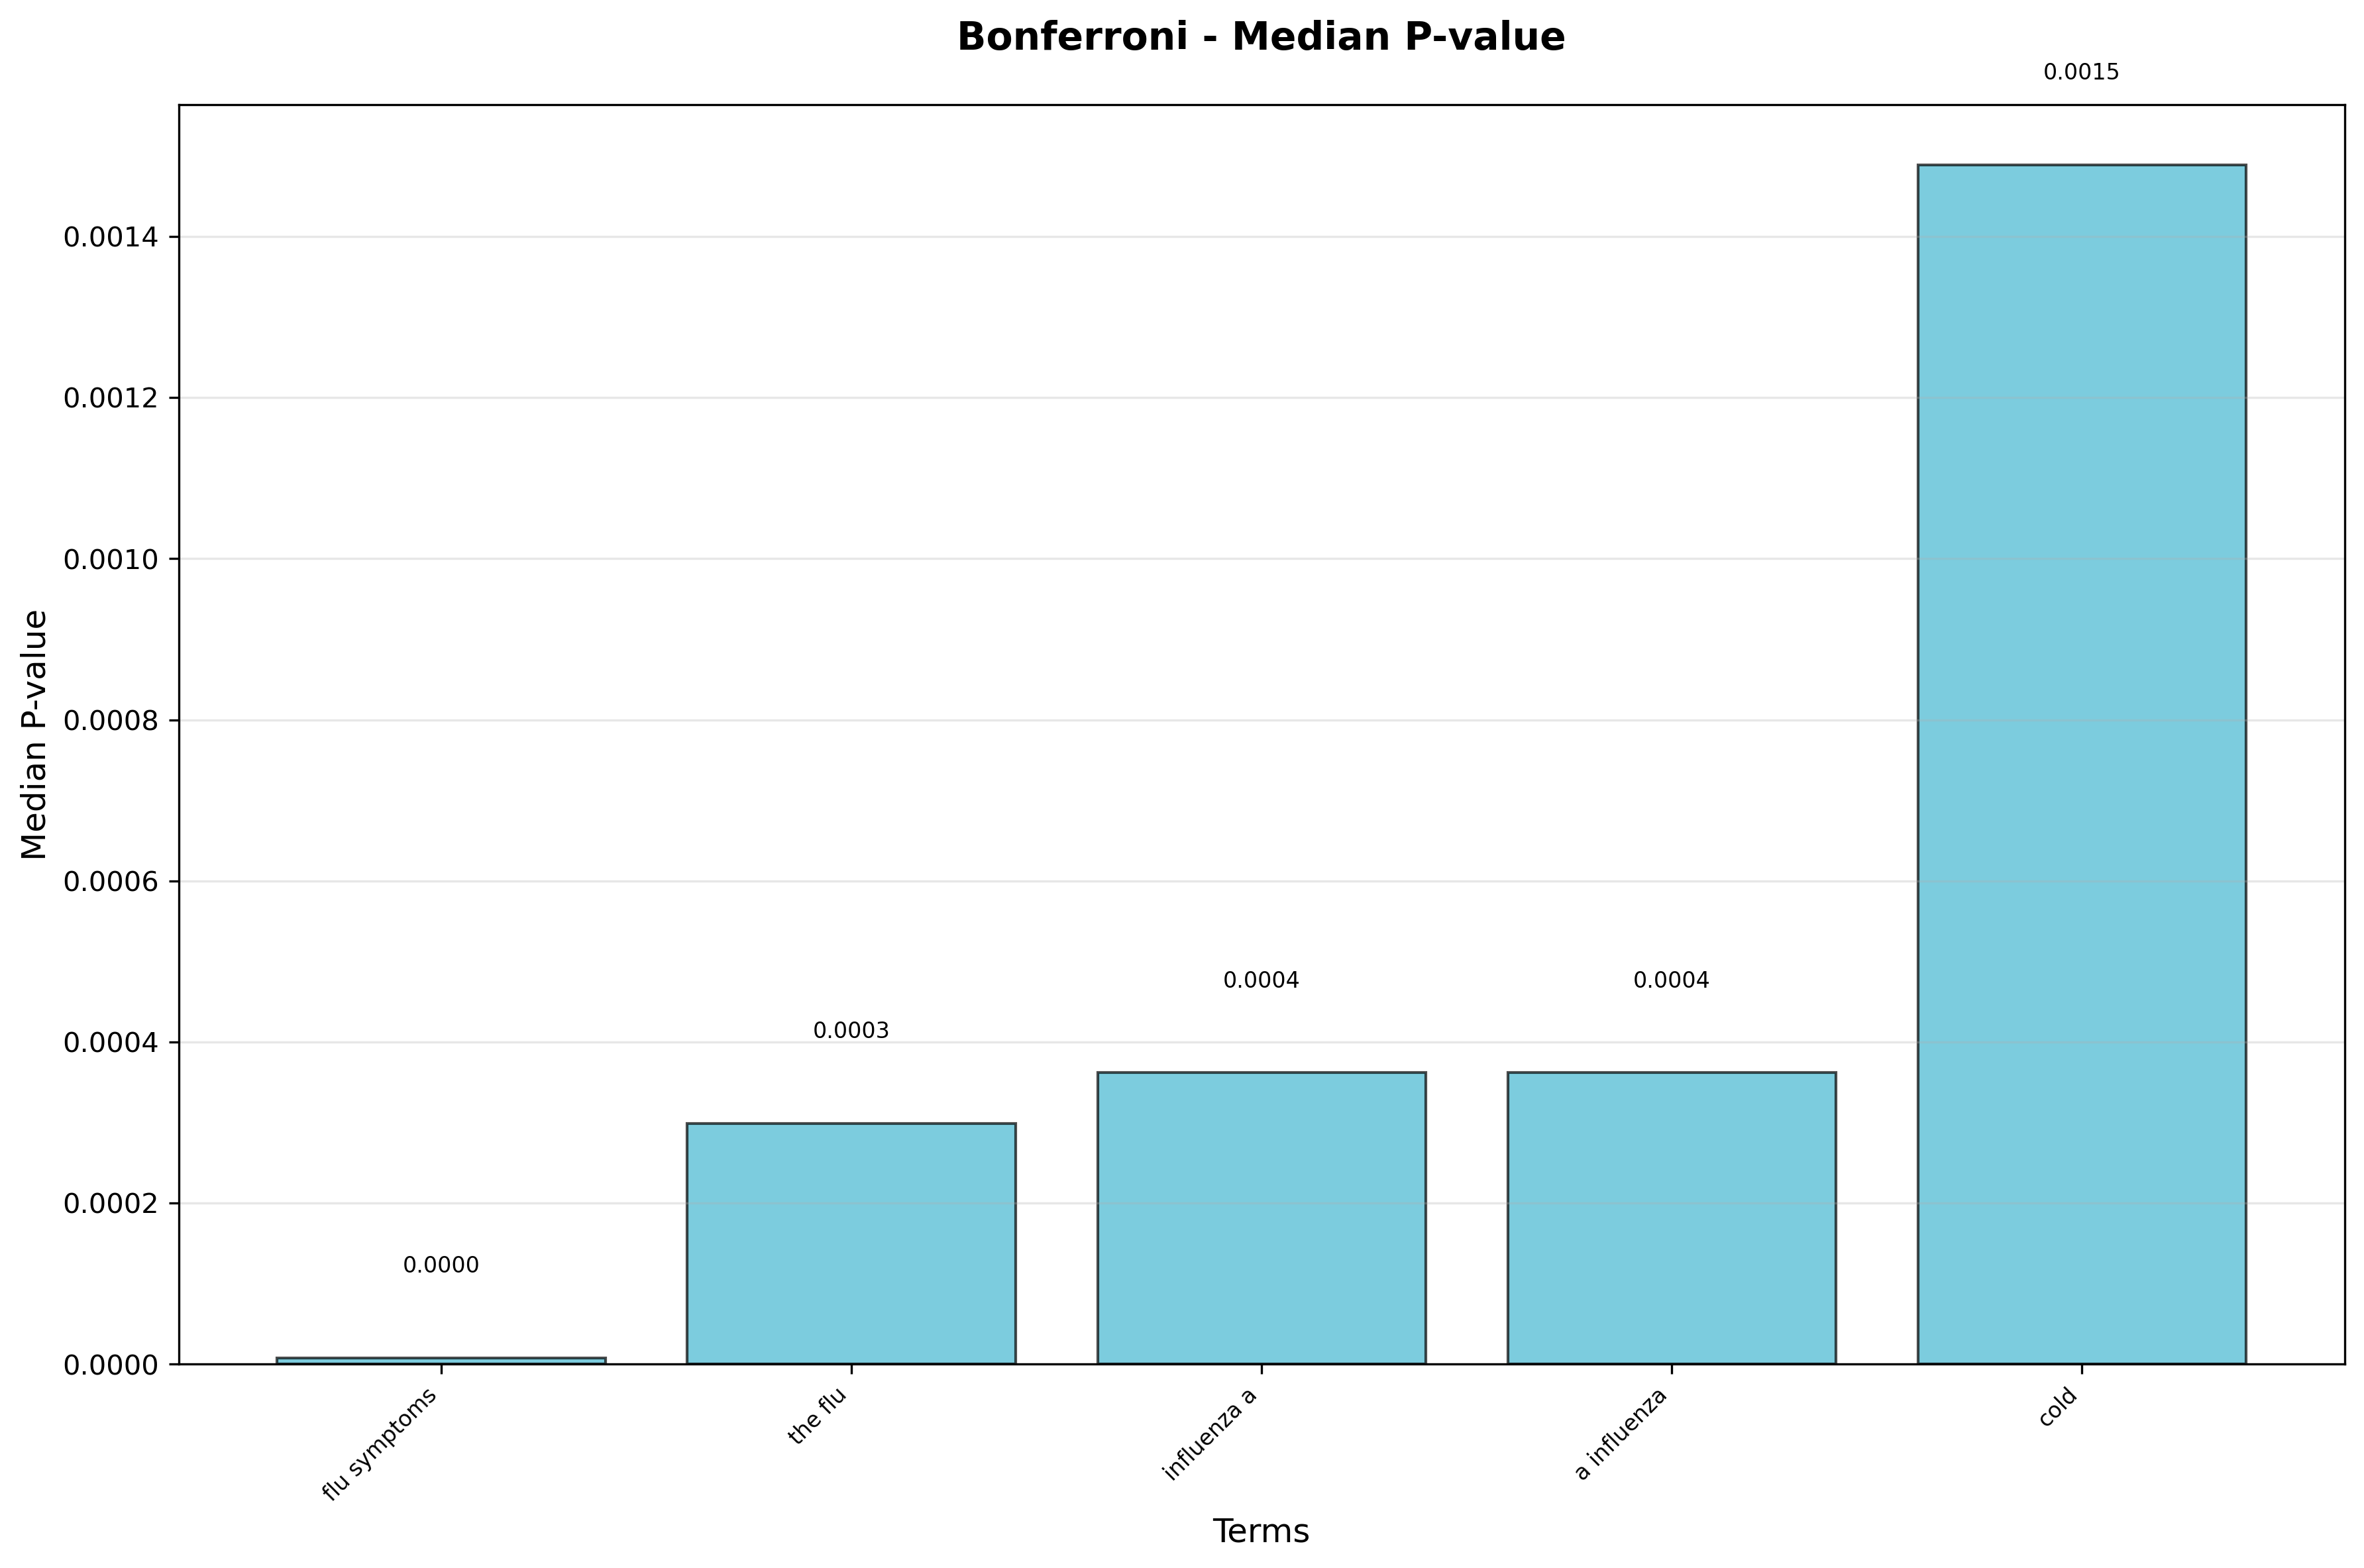 Bonferroni - Median P-value
0.0015
0.0014
0.0012
0.0010
0.0008
0.0006
0.0004
0.0002
0.0000
Median P-value
0.0000
0.0003
0.0004
0.0004
flu symptoms
the flu
influenza a
a influenza
cold
Terms